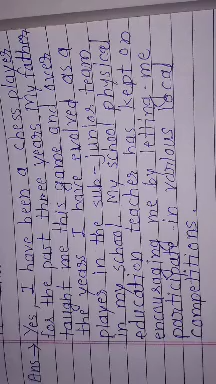 Ans → Yes, I have been a chess player
for the past three years. My father
taught me this game and over
the years I have evolved as a
player in the sub-junior team
in my school. My school physical
education teacher has kept on
encouraging me by letting me
participate in various local
competitions.